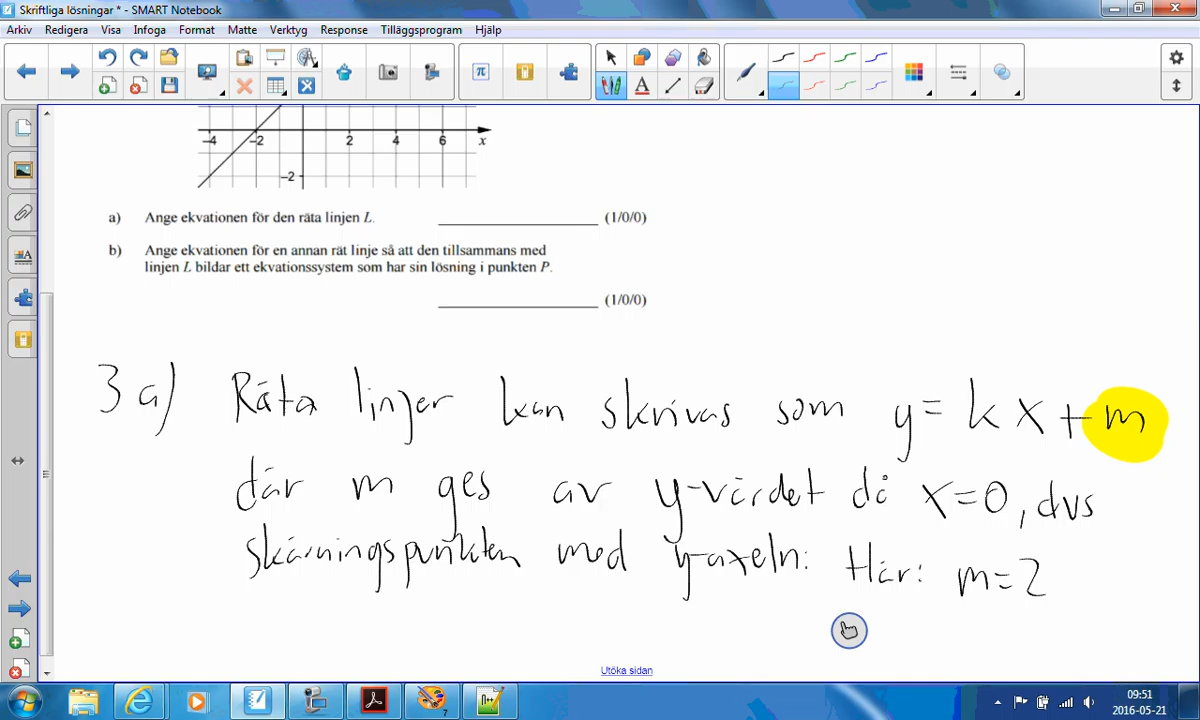 Skriftliga lösningar * - SMART Notebook
Arkiv Redigera Visa Infoga Format Matte Verktyg Response Tilläggsprogram Hjälp
-4 -2 2 4 6 x
-2
a) Ange ekvationen för den räta linjen L. (1/0/0)
b) Ange ekvationen för en annan rät linje så att den tillsammans med
linjen L bildar ett ekvationssystem som har sin lösning i punkten P.
(1/0/0)
3 a) Räta linjer kan skrivas som y = kx + m
där m ges av y-värdet då x = 0, dvs
skärningspunkten med y-axeln: Här: m = 2
Utöka sidan
09:51
2016-05-21